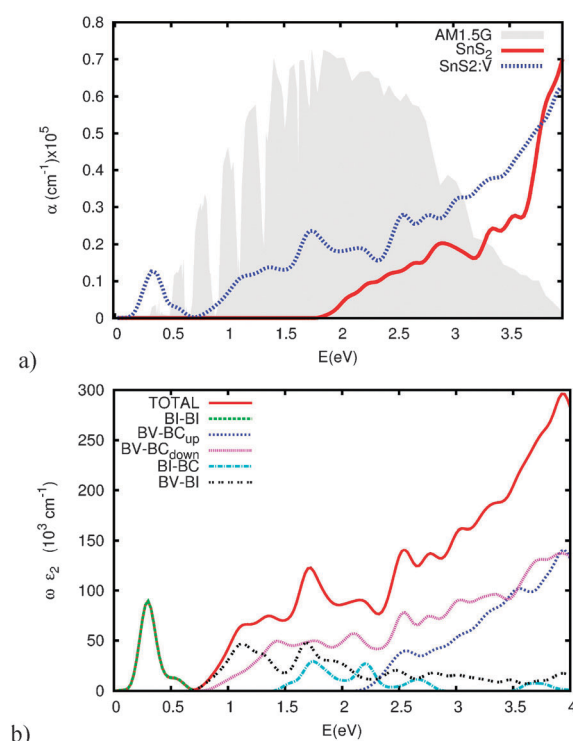 AM1.5G
SnS2
SnS2:V
0.8
0.7
0.6
0.5
0.4
0.3
0.2
0.1
0
α (cm⁻¹)x10⁵
0 0.5 1 1.5 2 2.5 3 3.5
E(eV)
a)
TOTAL
BI-BI
BV-BCup
BV-BCdown
BI-BC
BV-BI
300
250
200
150
100
50
0
ω ε₂ (10³ cm⁻¹)
0 0.5 1 1.5 2 2.5 3 3.5 4
E(eV)
b)